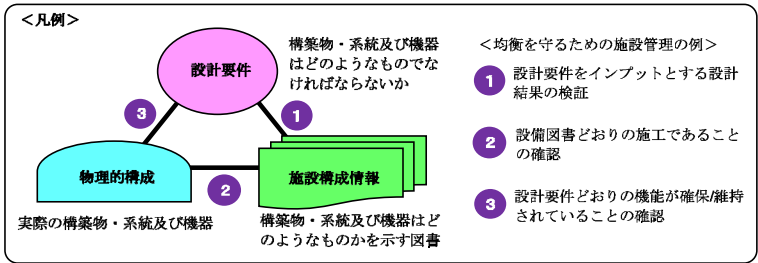 ＜凡例＞
設計要件
構築物・系統及び機器
はどのようなものでな
ければならないか
3
1
物理的構成
2
施設構成情報
実際の構築物・系統及び機器
構築物・系統及び機器はど
のようなものかを示す図書
＜均衡を守るための施設管理の例＞
1 設計要件をインプットとする設計
結果の検証
2 設備図書どおりの施工であること
の確認
3 設計要件どおりの機能が確保/維持
されていることの確認